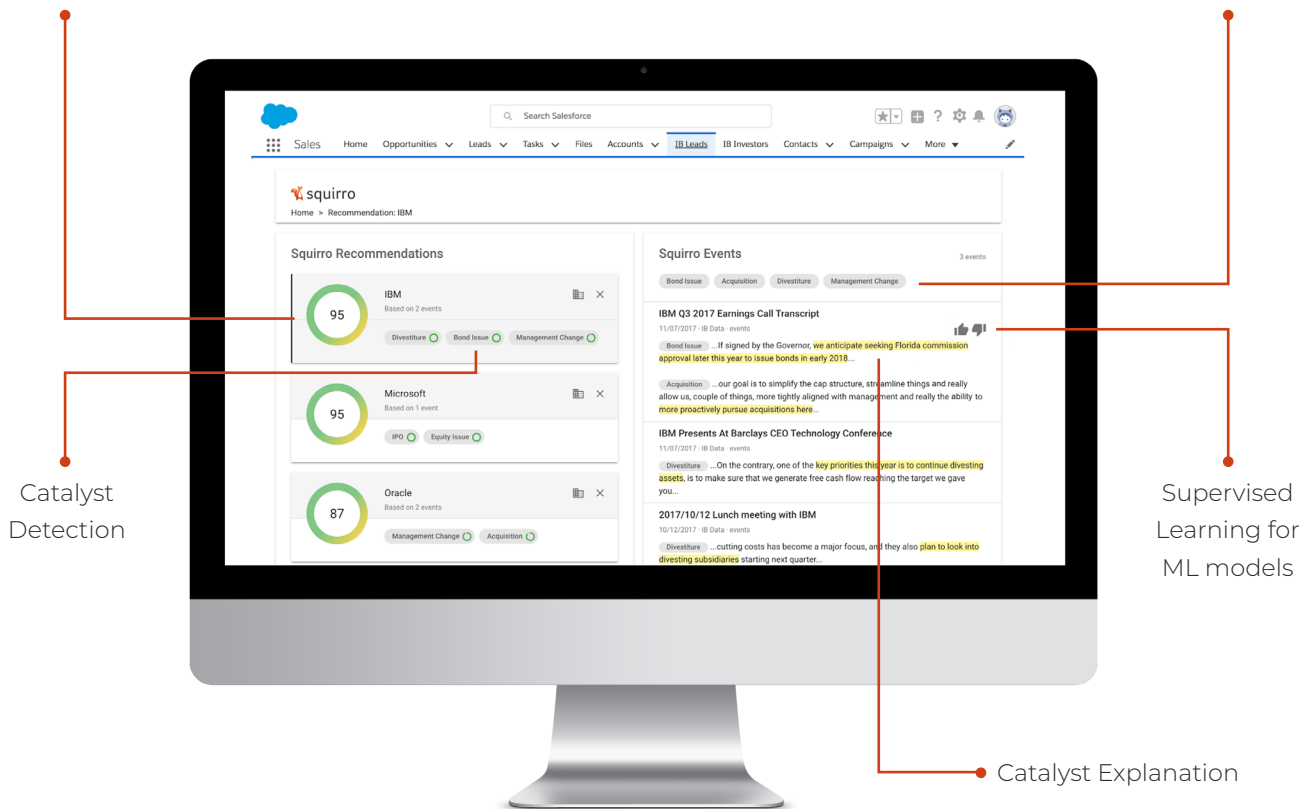 Search Salesforce
Sales Home Opportunities Leads Tasks Files Accounts IB Leads IB Investors Contacts Campaigns More
squirro
Home > Recommendation: IBM
Squirro Recommendations
95
IBM
Based on 2 events
Divestiture Bond Issue Management Change
95
Microsoft
Based on 1 event
IPO Equity Issue
87
Oracle
Based on 2 events
Management Change Acquisition
Squirro Events
3 events
Bond Issue Acquisition Divestiture Management Change
IBM Q3 2017 Earnings Call Transcript
11/07/2017 · IB Data · events
Bond Issue ...If signed by the Governor, we anticipate seeking Florida commission
approval later this year to issue bonds in early 2018...
Acquisition ...our goal is to simplify the cap structure, streamline things and really
allow us, couple of things, more tightly aligned with management and really the ability to
more proactively pursue acquisitions here...
IBM Presents At Barclays CEO Technology Conference
11/07/2017 · IB Data · events
Divestiture ...On the contrary, one of the key priorities this year is to continue divesting
assets, is to make sure that we generate free cash flow reaching the target we gave
you...
2017/10/12 Lunch meeting with IBM
10/12/2017 · IB Data · events
Divestiture ...cutting costs has become a major focus, and they also plan to look into
divesting subsidiaries starting next quarter...
Catalyst
Detection
Supervised
Learning for
ML models
Catalyst Explanation